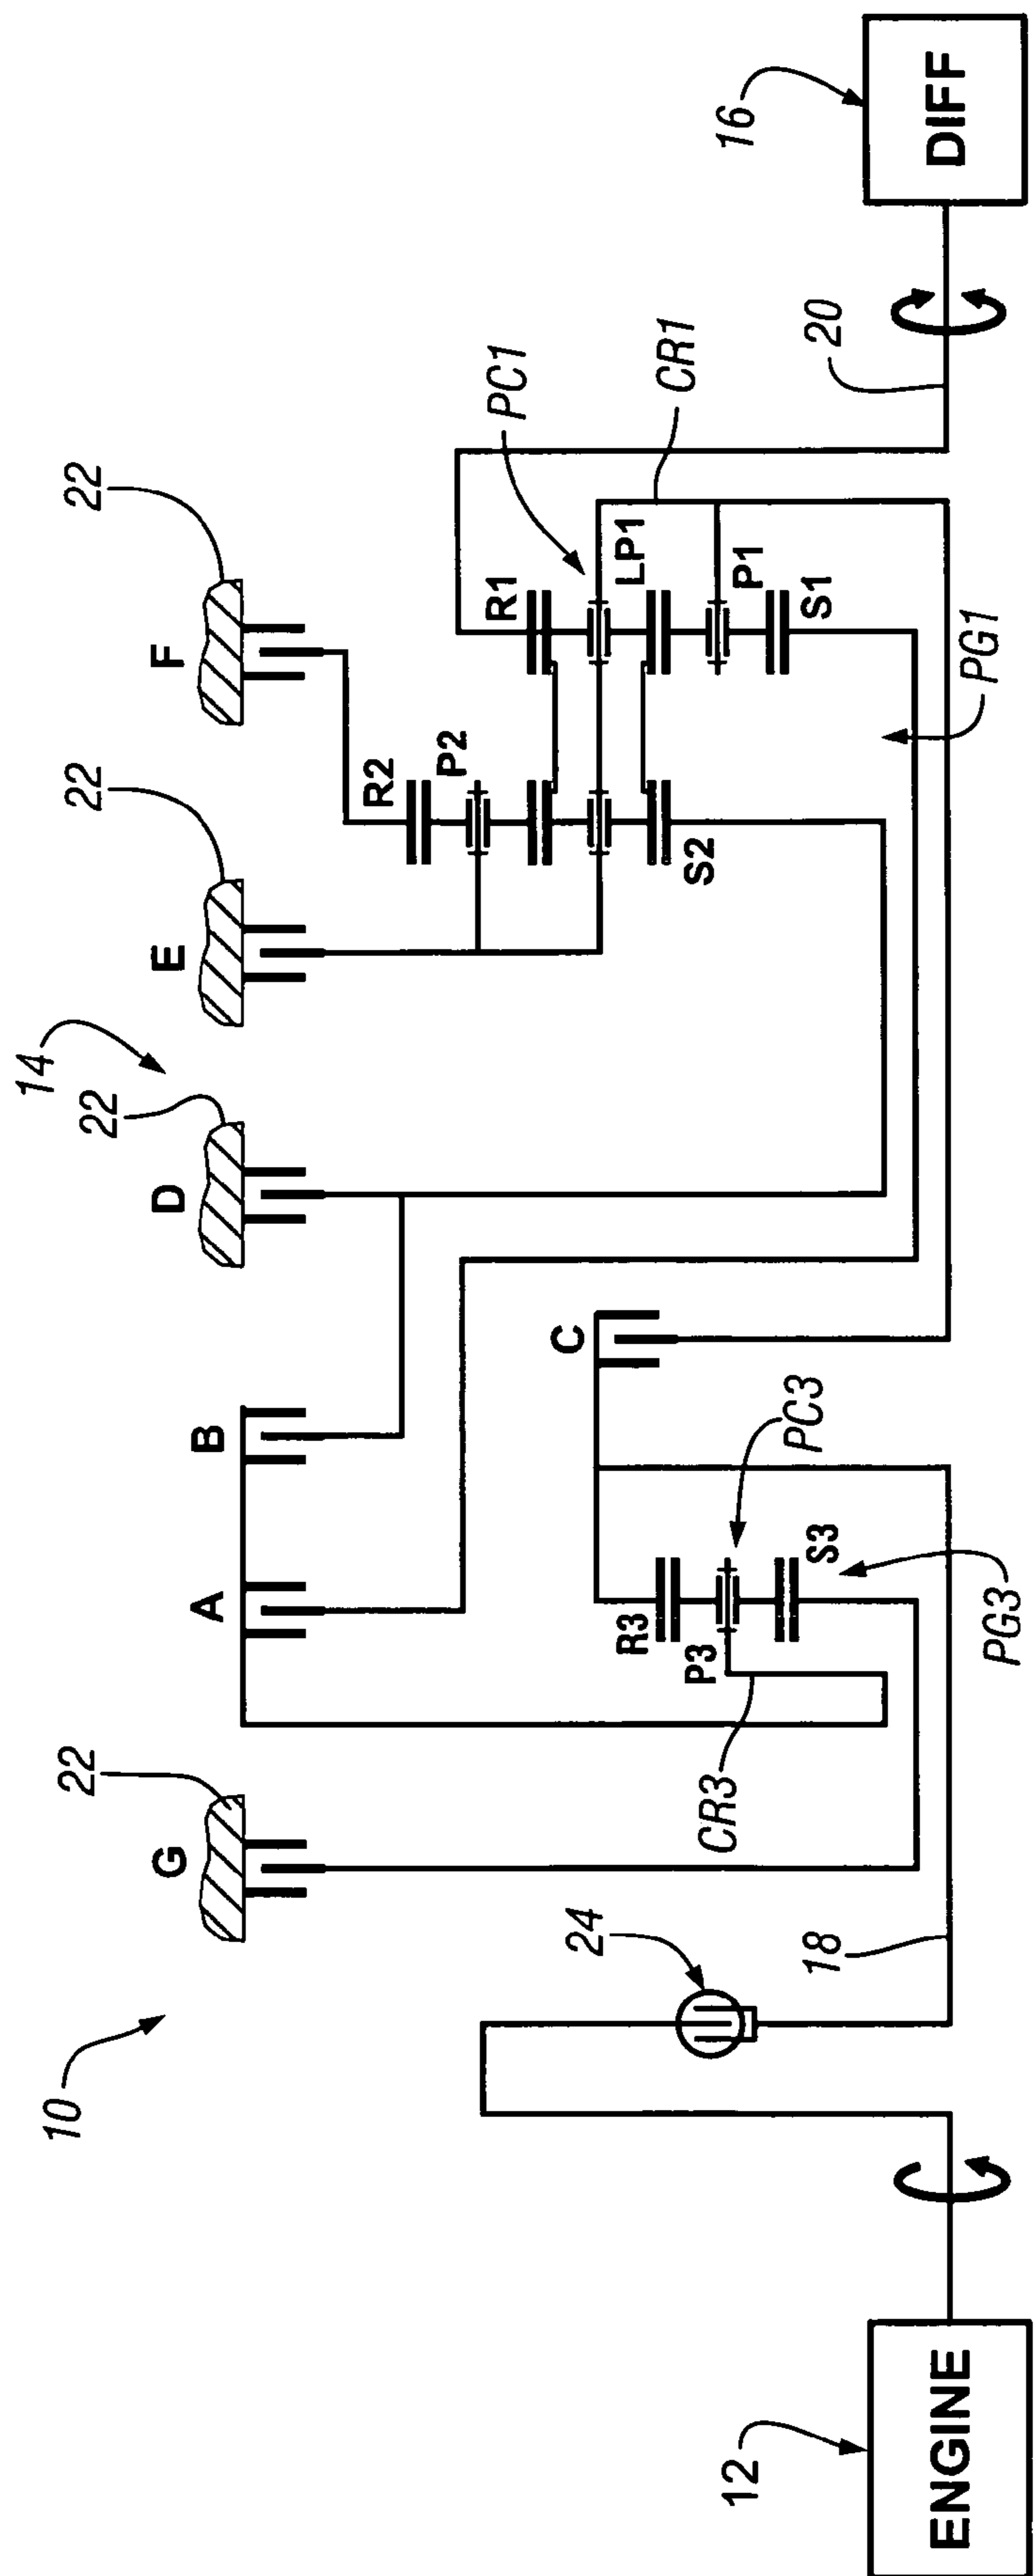 10
14
22
22
22
22
G
A
B
D
E
F
24
C
R2
P2
R1
PC1
LP1
CR1
16
R3
P3
PC3
S3
S2
P1
S1
CR3
PG3
PG1
18
20
12
ENGINE
DIFF